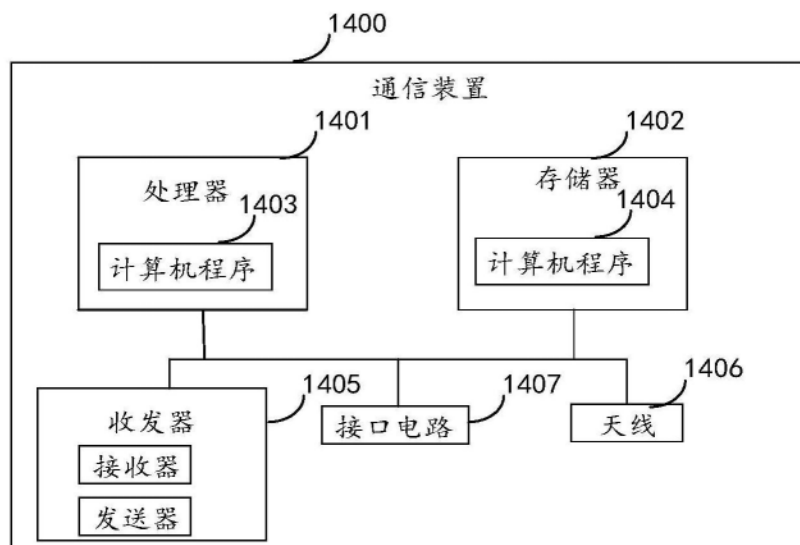 1400
通信装置
1401
1402
处理器
存储器
1403
1404
计算机程序
计算机程序
1405
1407
1406
收发器
接口电路
天线
接收器
发送器